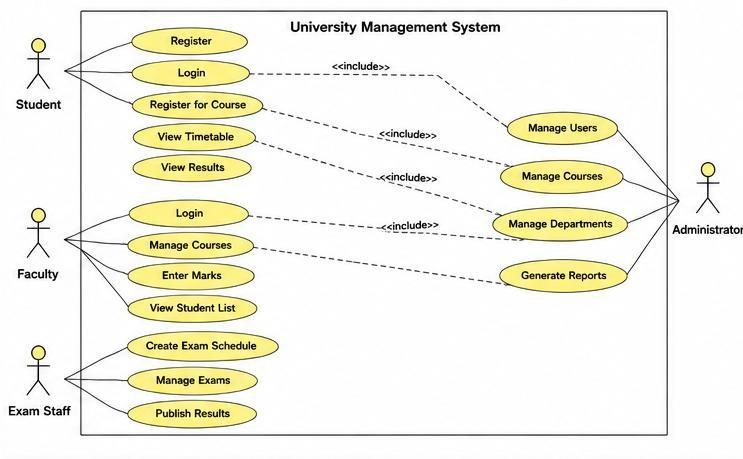 University Management System
Register
Login
<<include>>
Student
Register for Course
Manage Users
<<include>>
View Timetable
View Results
<<include>>
Manage Courses
Login
<<include>>
Manage Departments
Administrator
Manage Courses
Faculty
Enter Marks
Generate Reports
View Student List
Create Exam Schedule
Manage Exams
Exam Staff
Publish Results